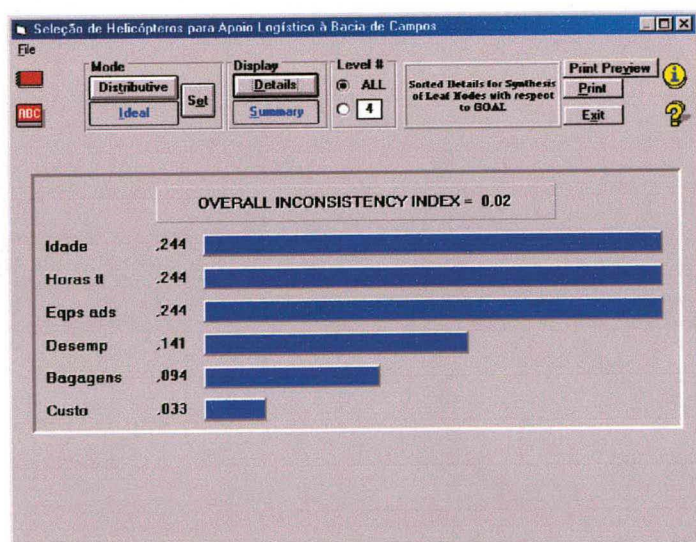 Seleção de Helicópteros para Apoio Logístico à Bacia de Campos
File
Mode
Distributive
Ideal
Set
Display
Details
Summary
Level #
ALL
4
Sorted Details for Synthesis
of Leaf Nodes with respect
to GOAL
Print Preview
Print
Exit
ABC
OVERALL INCONSISTENCY INDEX = 0.02
Idade ,244
Horas tt ,244
Eqps ads ,244
Desemp ,141
Bagagens ,094
Custo ,033